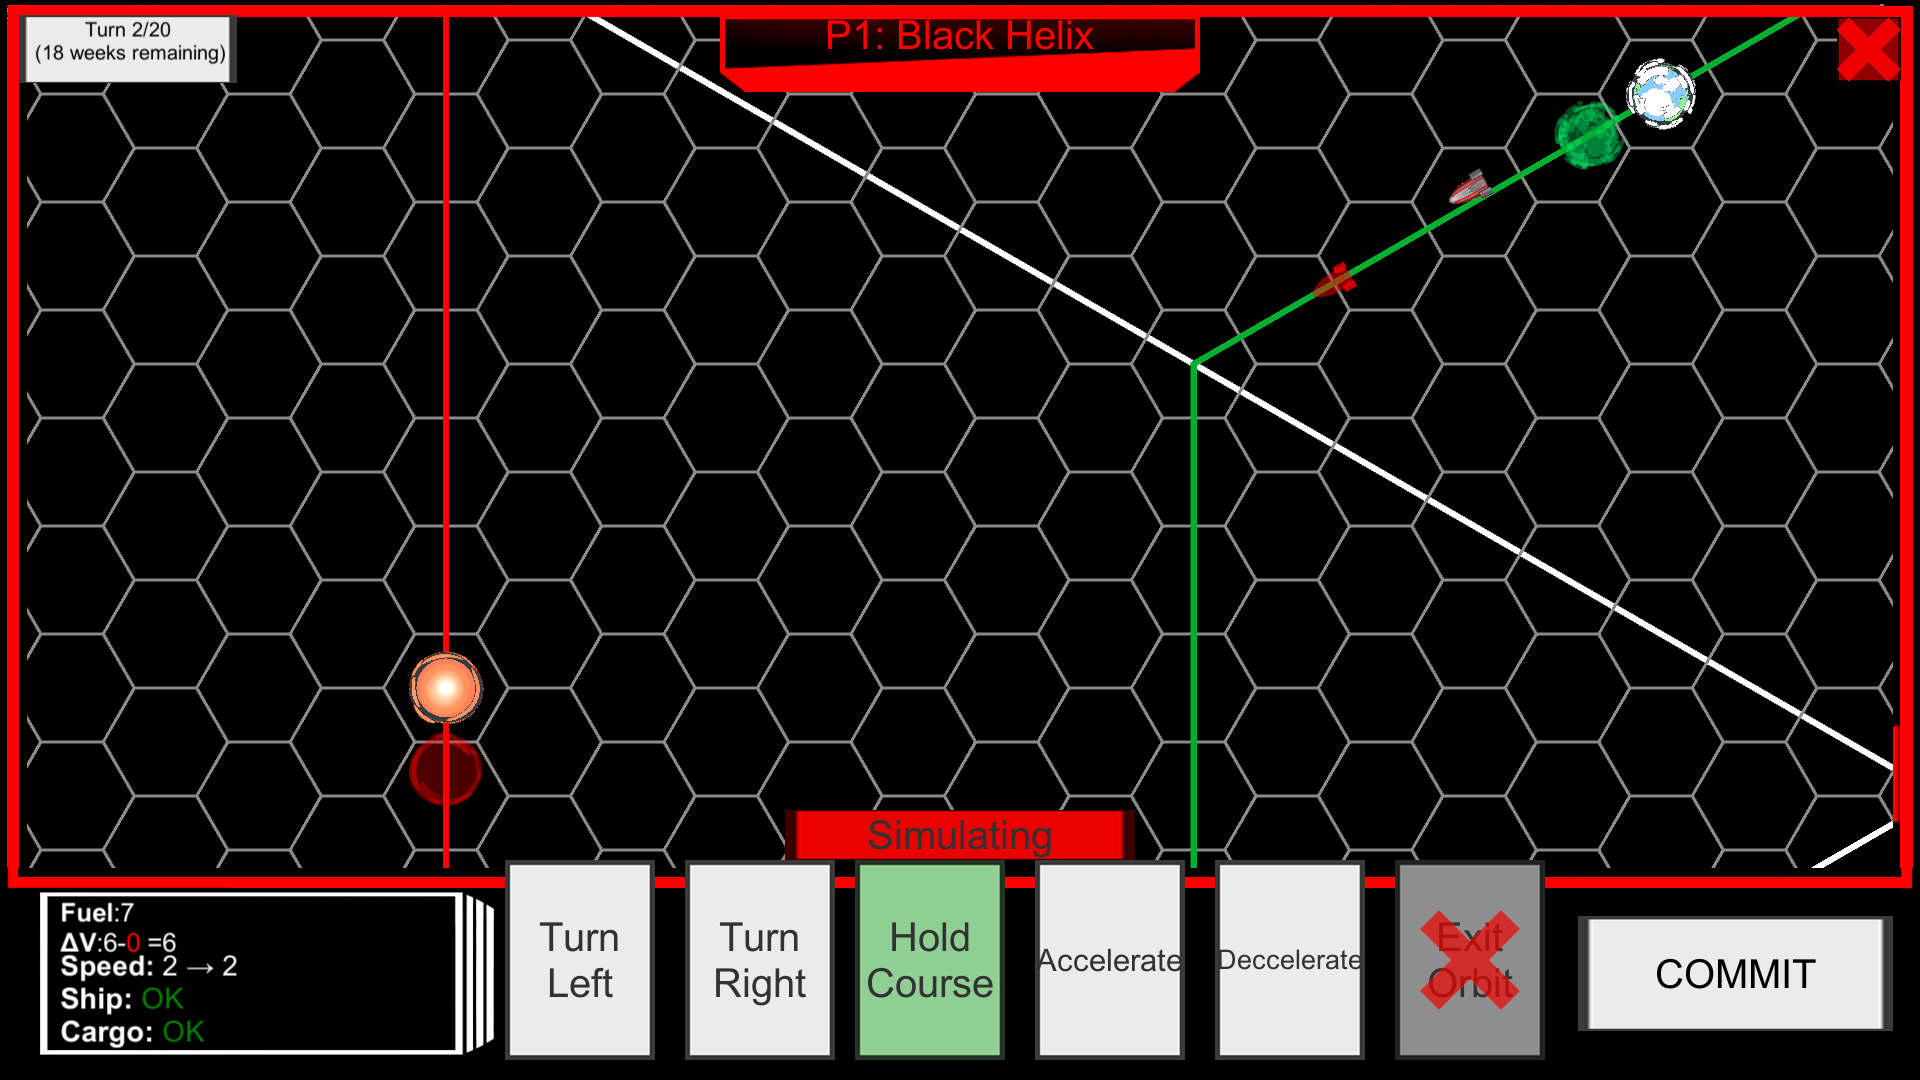 Turn 2/20
(18 weeks remaining)
P1: Black Helix
Simulating
Fuel:7
ΔV:6-0 =6
Speed: 2 → 2
Ship: OK
Cargo: OK
Turn
Left
Turn
Right
Hold
Course
Accelerate
Deccelerate
Exit
Orbit
COMMIT